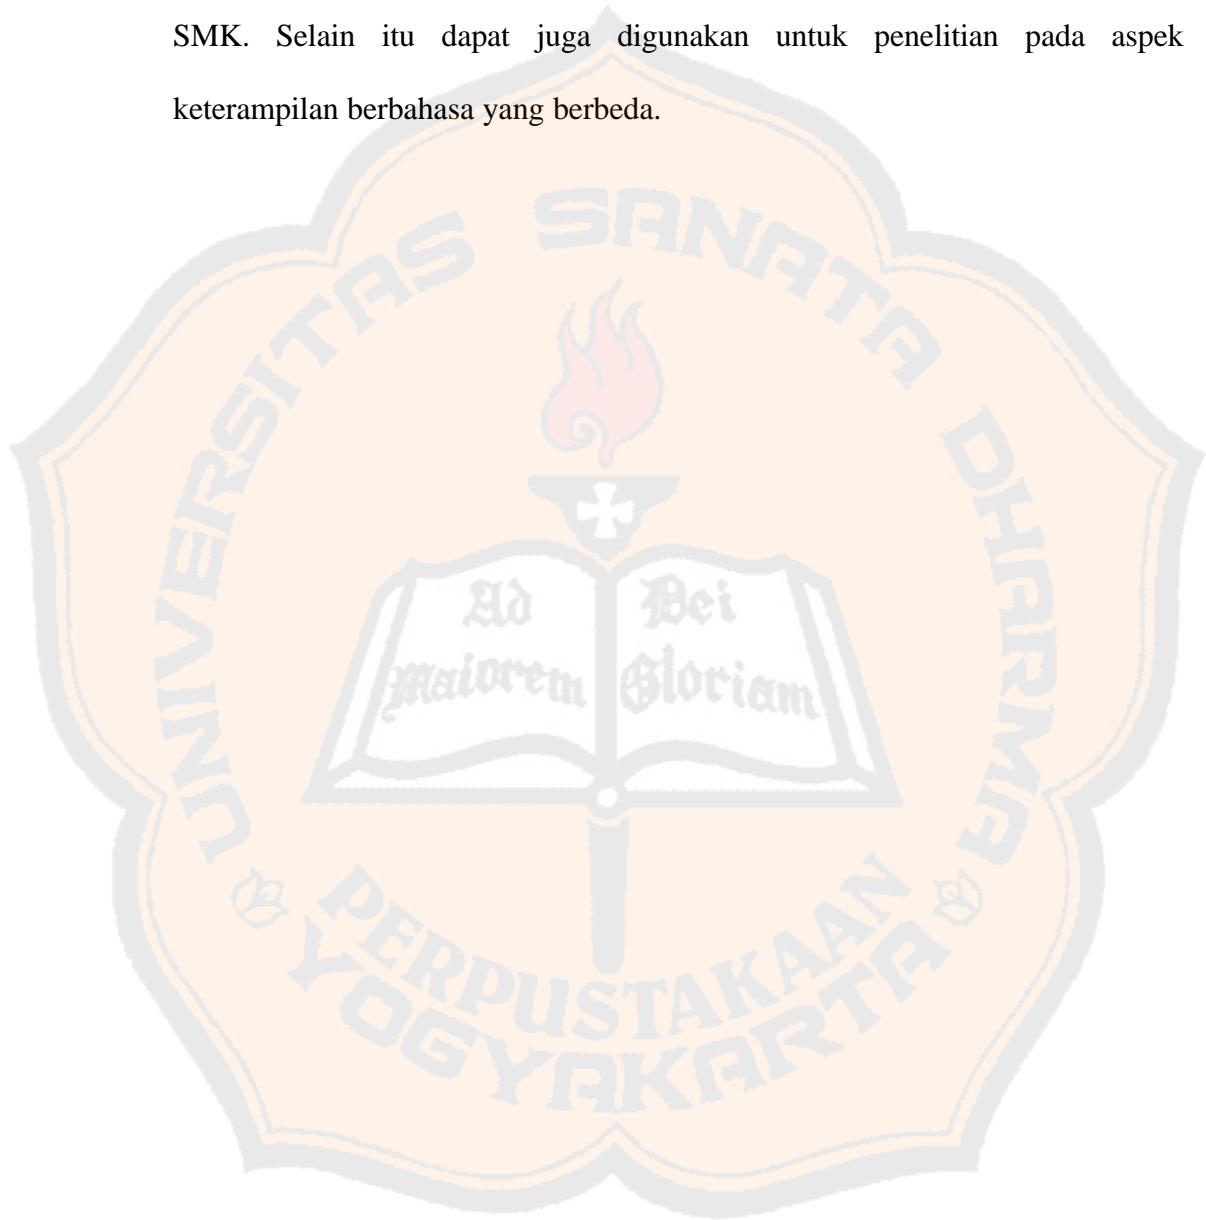 SMK. Selain itu dapat juga digunakan untuk penelitian pada aspek
keterampilan berbahasa yang berbeda.
UNIVERSITAS SANATA DHARMA
Ad Dei
Maiorem Gloriam
PERPUSTAKAAN
YOGYAKARTA